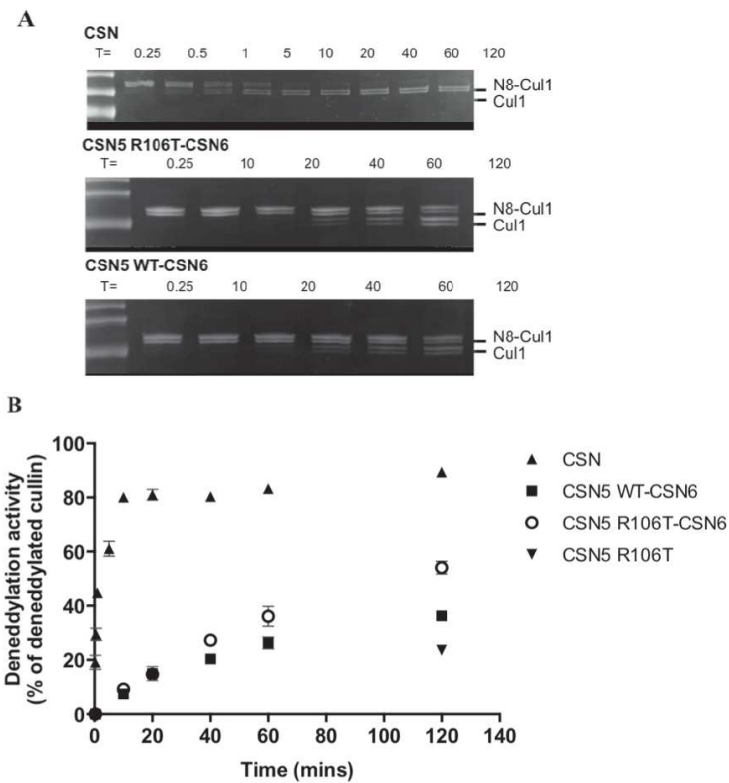 A
CSN
T= 0.25 0.5 1 5 10 20 40 60 120
N8-Cul1
Cul1
CSN5 R106T-CSN6
T= 0.25 10 20 40 60 120
N8-Cul1
Cul1
CSN5 WT-CSN6
T= 0.25 10 20 40 60 120
N8-Cul1
Cul1
B
Deneddylation activity
(% of deneddylated cullin)
100
80
60
40
20
0
0 20 40 60 80 100 120 140
Time (mins)
CSN
CSN5 WT-CSN6
CSN5 R106T-CSN6
CSN5 R106T